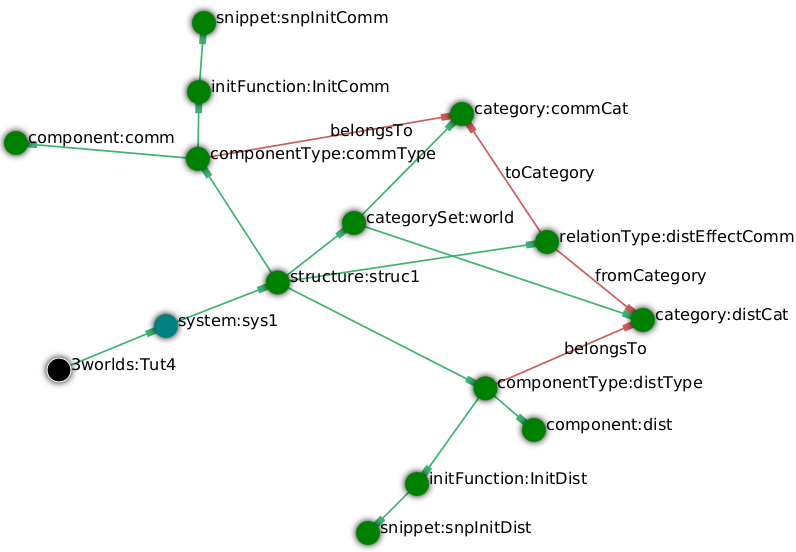 snippet:snpInitComm
initFunction:InitComm
category:commCat
belongsTo
component:comm
componentType:commType
toCategory
categorySet:world
relationType:distEffectComm
structure:struc1
fromCategory
system:sys1
category:distCat
belongsTo
3worlds:Tut4
componentType:distType
component:dist
initFunction:InitDist
snippet:snpInitDist